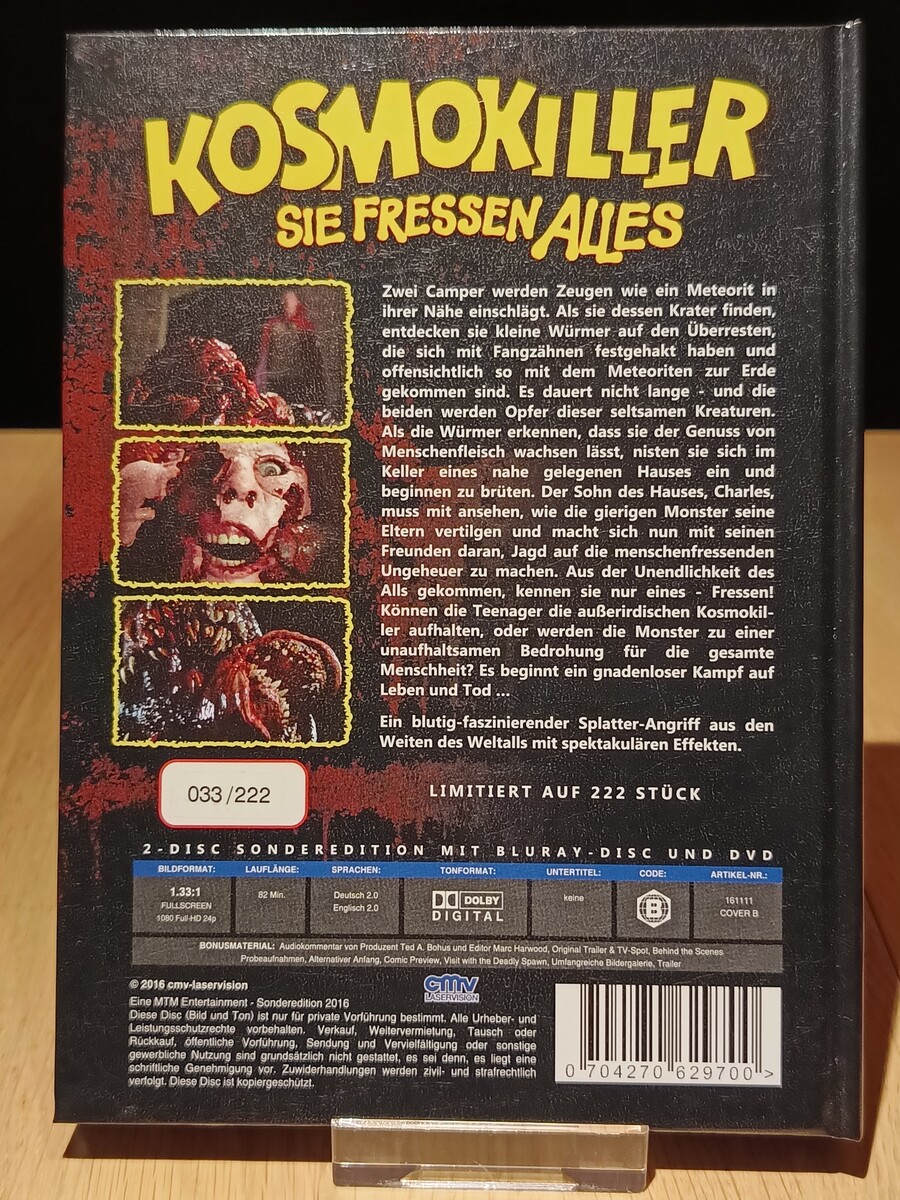 KOSMOKILLER
SIE FRESSEN ALLES
Zwei Camper werden Zeugen wie ein Meteorit in
ihrer Nähe einschlägt. Als sie dessen Krater finden,
entdecken sie kleine Würmer auf den Überresten,
die sich mit Fangzähnen festgehakt haben und
offensichtlich so mit dem Meteoriten zur Erde
gekommen sind. Es dauert nicht lange - und die
beiden werden Opfer dieser seltsamen Kreaturen.
Als die Würmer erkennen, dass sie der Genuss von
Menschenfleisch wachsen lässt, nisten sie sich im
Keller eines nahe gelegenen Hauses ein und
beginnen zu brüten. Der Sohn des Hauses, Charles,
muss mit ansehen, wie die gierigen Monster seine
Eltern vertilgen und macht sich nun mit seinen
Freunden daran, Jagd auf die menschenfressenden
Ungeheuer zu machen. Aus der Unendlichkeit des
Alls gekommen, kennen sie nur eines - Fressen!
Können die Teenager die außerirdischen Kosmokil-
ler aufhalten, oder werden die Monster zu einer
unaufhaltsamen Bedrohung für die gesamte
Menschheit? Es beginnt ein gnadenloser Kampf auf
Leben und Tod ...
Ein blutig-faszinierender Splatter-Angriff aus den
Weiten des Weltalls mit spektakulären Effekten.
033/222
LIMITIERT AUF 222 STÜCK
2-DISC SONDEREDITION MIT BLURAY-DISC UND DVD
BILDFORMAT: LAUFLÄNGE: SPRACHEN: TONFORMAT: UNTERTITEL: CODE: ARTIKEL-NR.:
1.33:1
FULLSCREEN
1080 Full-HD 24p
82 Min.
Deutsch 2.0
Englisch 2.0
DOLBY
DIGITAL
keine
B
161111
COVER B
BONUSMATERIAL: Audiokommentar von Produzent Ted A. Bohus und Editor Marc Harwood, Original Trailer & TV-Spot, Behind the Scenes
Probeaufnahmen, Alternativer Anfang, Comic Preview, Visit with the Deadly Spawn, Umfangreiche Bildergalerie, Trailer
© 2016 cmv-laservision
Eine MTM Entertainment - Sonderedition 2016
Diese Disc (Bild und Ton) ist nur für private Vorführung bestimmt. Alle Urheber- und
Leistungsschutzrechte vorbehalten. Verkauf, Weitervermietung, Tausch oder
Rückkauf, öffentliche Vorführung, Sendung und Vervielfältigung oder sonstige
gewerbliche Nutzung sind grundsätzlich nicht gestattet, es sei denn, es liegt eine
schriftliche Genehmigung vor. Zuwiderhandlungen werden zivil- und strafrechtlich
verfolgt. Diese Disc ist kopiergeschützt.
cmv
LASERVISION
0 704270 629700 >